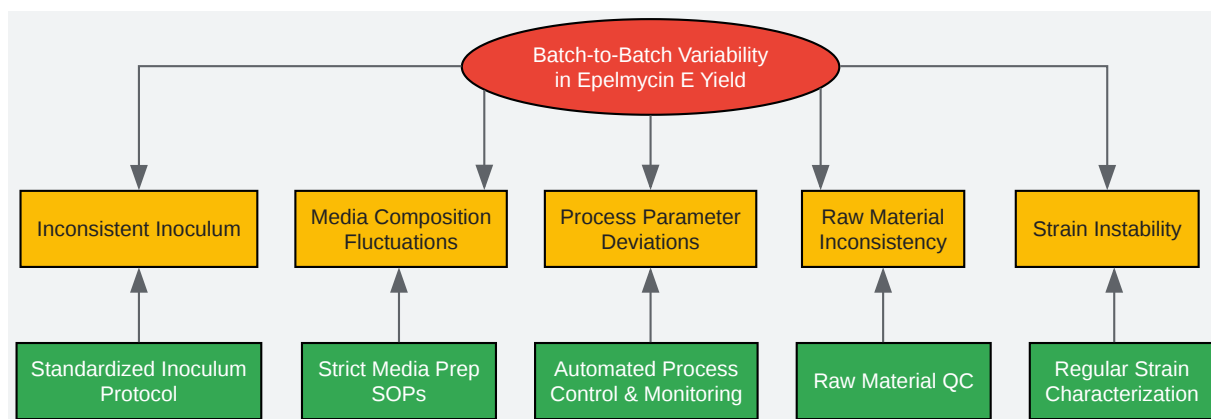 Batch-to-Batch Variability
in Epelmycin E Yield
Inconsistent Inoculum
Media Composition
Fluctuations
Process Parameter
Deviations
Raw Material
Inconsistency
Strain Instability
Standardized Inoculum
Protocol
Strict Media Prep
SOPs
Automated Process
Control & Monitoring
Raw Material QC
Regular Strain
Characterization